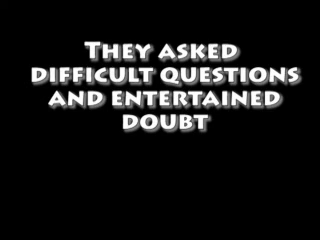 They asked
difficult questions
and entertained
doubt